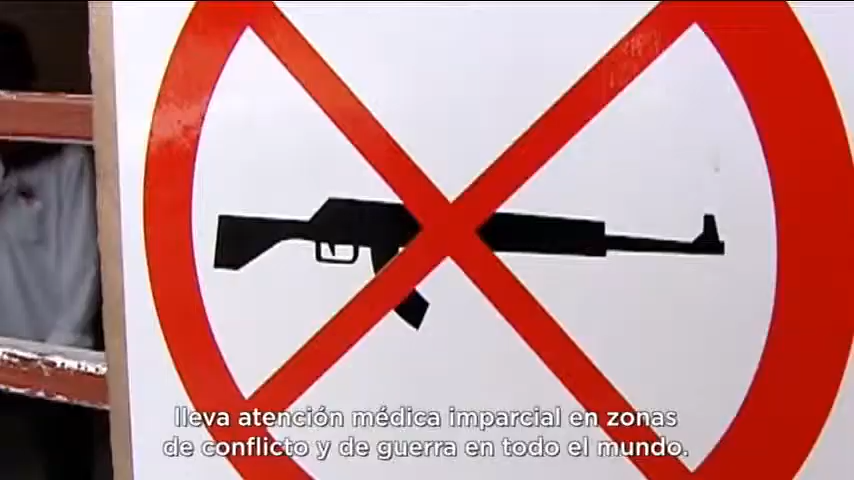 lleva atención médica imparcial en zonas
de conflicto y de guerra en todo el mundo.